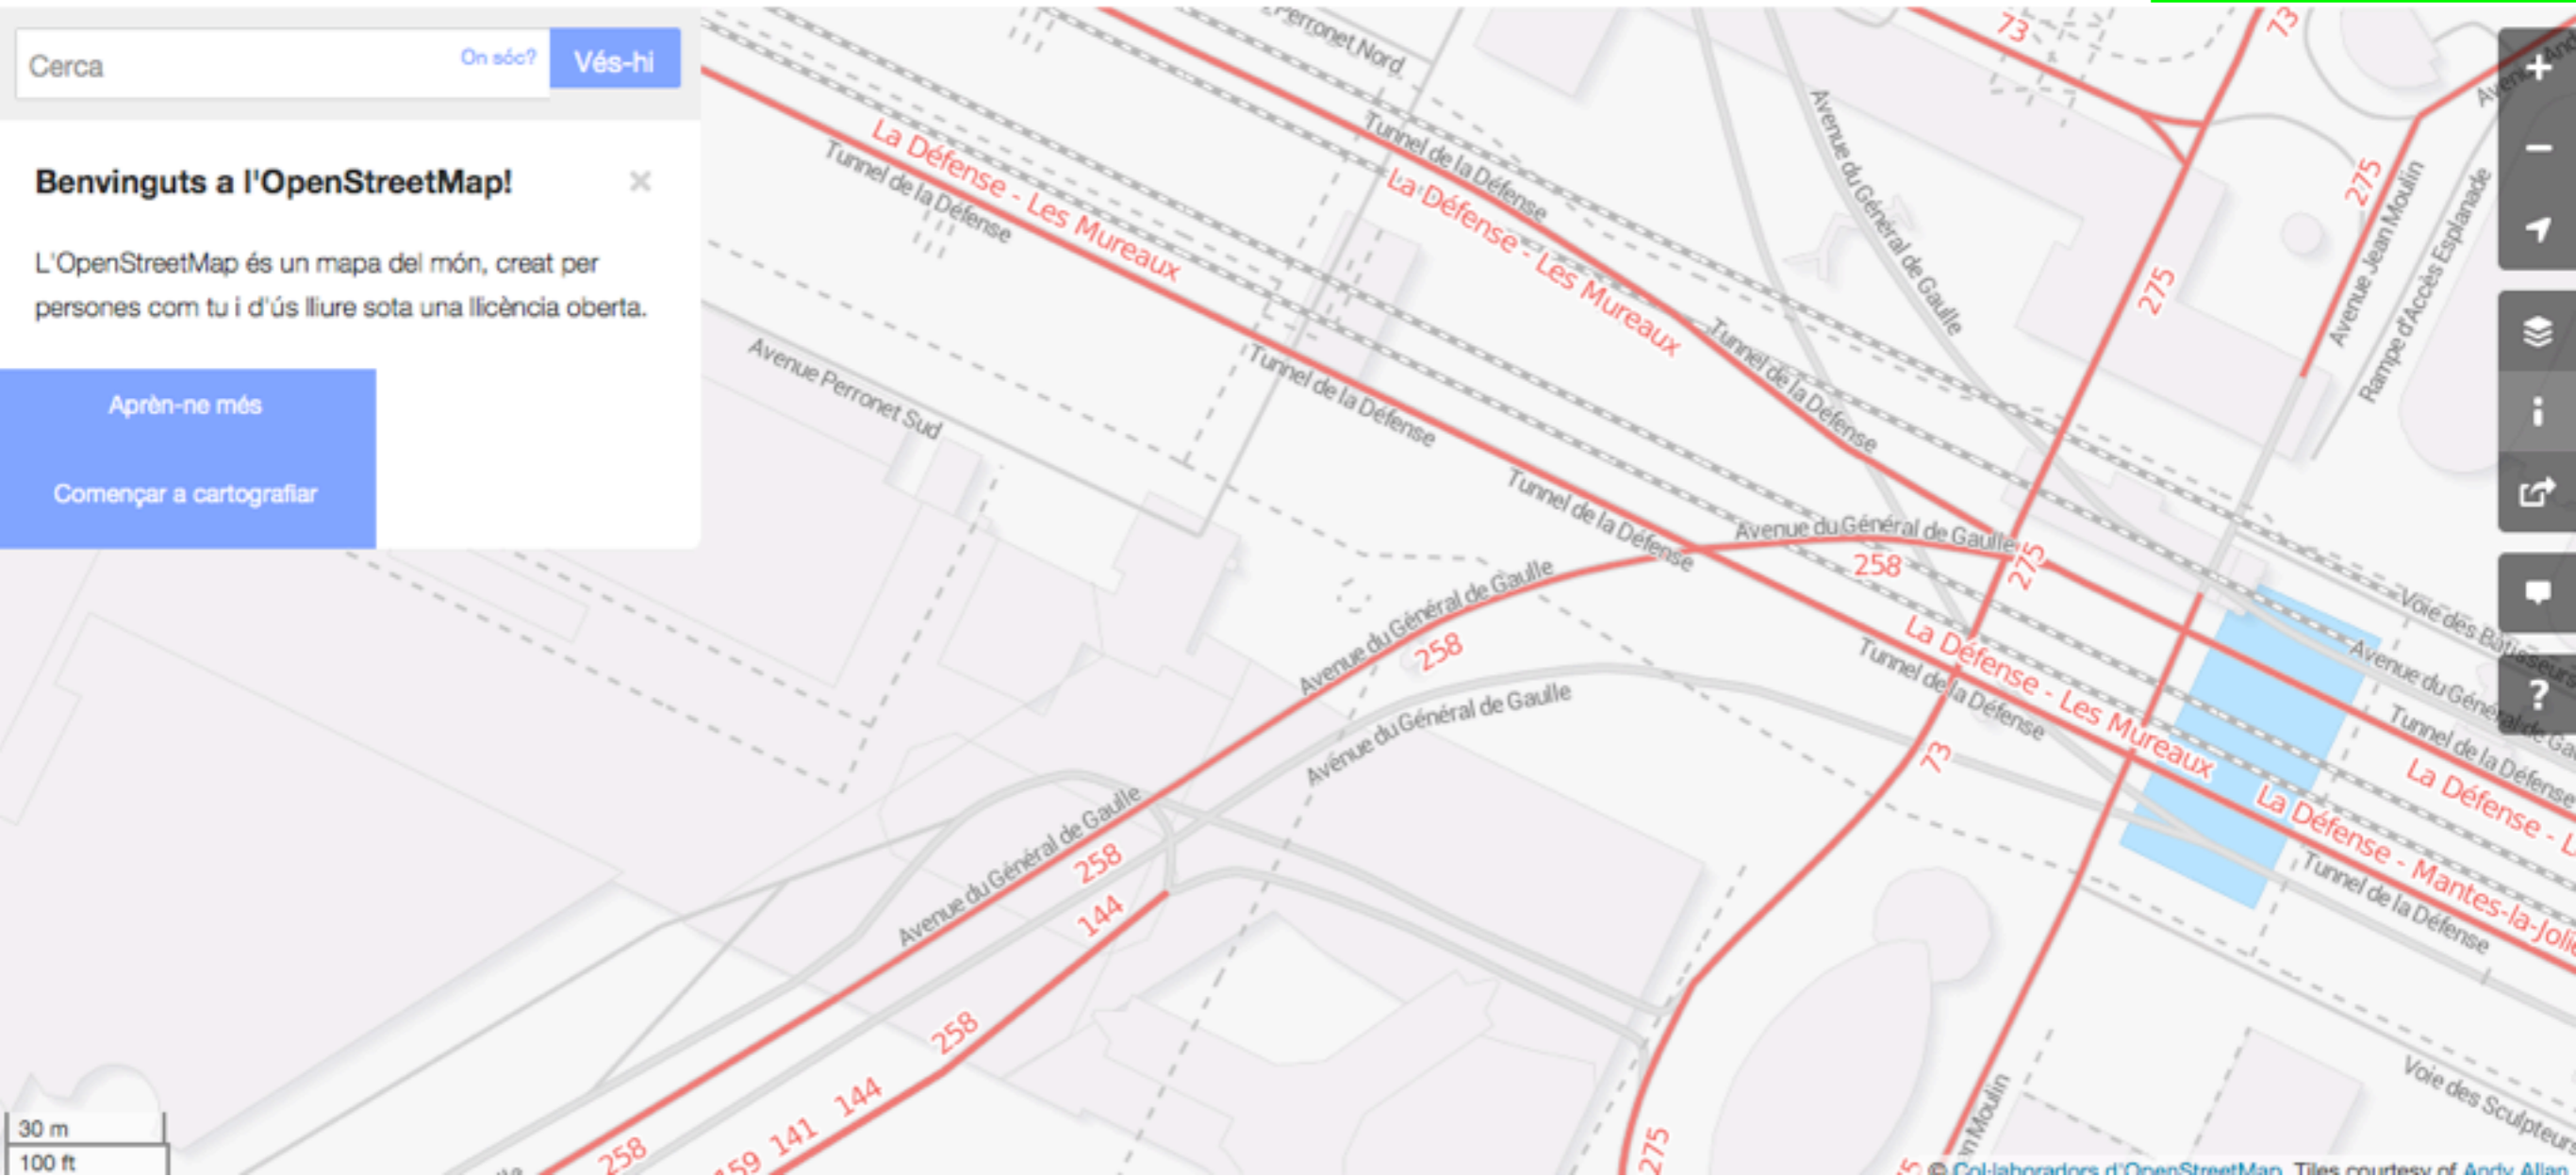 Cerca
On sóc?
Vés-hi
Benvinguts a l'OpenStreetMap!
×
L'OpenStreetMap és un mapa del món, creat per
persones com tu i d'ús lliure sota una llicència oberta.
Aprèn-ne més
Començar a cartografiar
Perronet Nord
73
73
La Défense - Les Mureaux
Tunnel de la Défense
Tunnel de la Défense
La Défense - Les Mureaux
Avenue du Général de Gaulle
275
Avenue Jean Moulin
Rampe d'Accès Esplanade
275
Avenue Perronet Sud
Tunnel de la Défense
Tunnel de la Défense
Tunnel de la Défense
Avenue du Général de Gaulle
258
275
Avenue du Général de Gaulle
258
Avenue du Général de Gaulle
La Défense - Les Mureaux
Tunnel de la Défense
73
Voie des Bâtisseurs
Avenue du Général de
Tunnel de la Défense
La Défense -
La Défense - Mantes-la-Jolie
Tunnel de la Défense
Avenue du Général de Gaulle
258
144
258
144
141
159
258
275
Moulin
Voie des Sculpteurs
30 m
100 ft
© Col·laboradors d'OpenStreetMap. Tiles courtesy of Andy Allan